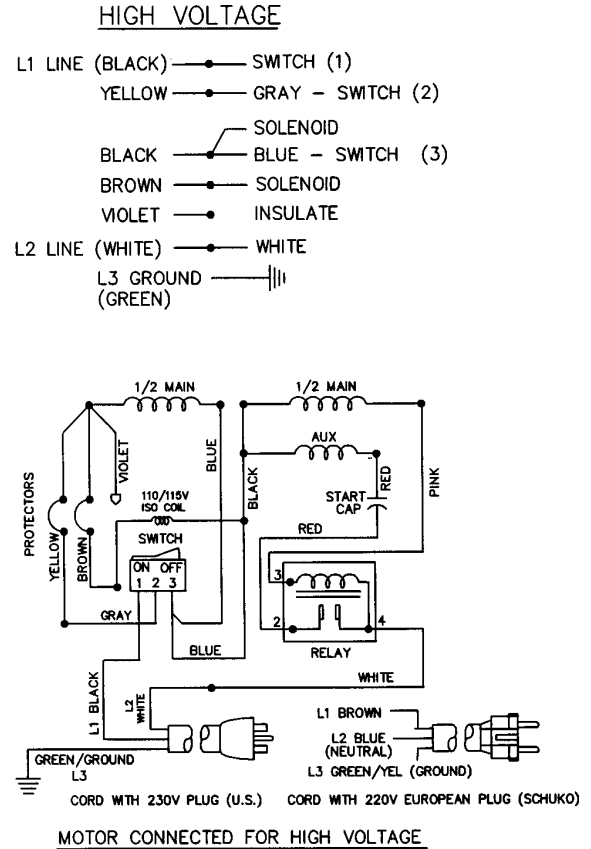 HIGH VOLTAGE
L1 LINE (BLACK) SWITCH (1)
YELLOW GRAY - SWITCH (2)
SOLENOID
BLACK BLUE - SWITCH (3)
BROWN SOLENOID
VIOLET INSULATE
L2 LINE (WHITE) WHITE
L3 GROUND
(GREEN)
1/2 MAIN
1/2 MAIN
PROTECTORS
YELLOW
BROWN
VIOLET
BLUE
BLACK
AUX
RED
PINK
110/115V
ISO COIL
START
CAP
RED
SWITCH
ON OFF
1 2 3
GRAY
BLUE
3
2
4
RELAY
WHITE
L1 BLACK
L2
WHITE
GREEN/GROUND
L3
L1 BROWN
L2 BLUE
(NEUTRAL)
L3 GREEN/YEL (GROUND)
CORD WITH 230V PLUG (U.S.)
CORD WITH 220V EUROPEAN PLUG (SCHUKO)
MOTOR CONNECTED FOR HIGH VOLTAGE